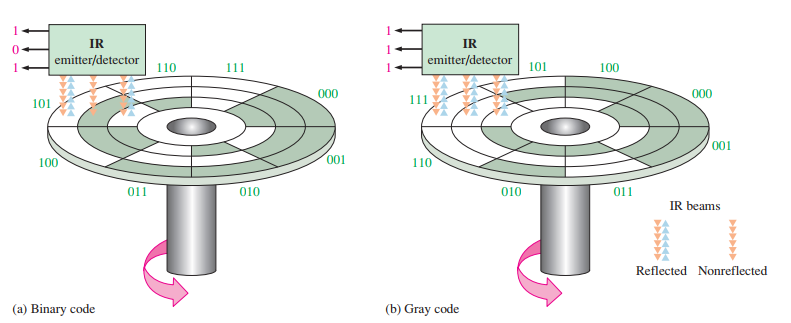 1
0
1
IR
emitter/detector
110
111
101
000
100
001
011
010
(a) Binary code
1
1
1
IR
emitter/detector
101
100
111
000
110
001
010
011
IR beams
Reflected Nonreflected
(b) Gray code